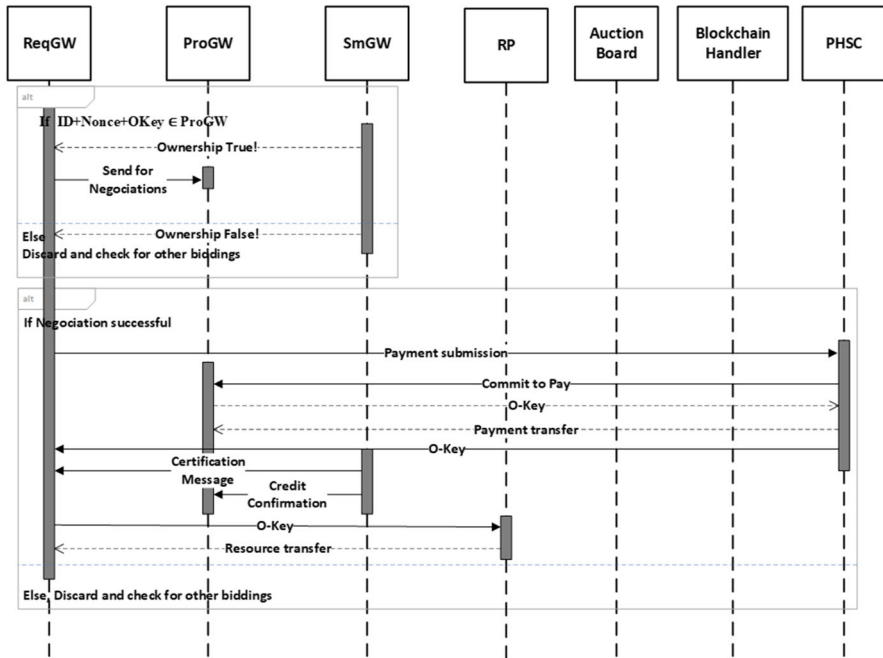 ReqGW
ProGW
SmGW
RP
Auction
Board
Blockchain
Handler
PHSC
alt
If ID+Nonce+OKey ∈ ProGW
Ownership True!
Send for
Negociations
Ownership False!
Else
Discard and check for other biddings
alt
If Negociation successful
Payment submission
Commit to Pay
O-Key
Payment transfer
O-Key
Certification
Message
Credit
Confirmation
O-Key
Resource transfer
Else, Discard and check for other biddings